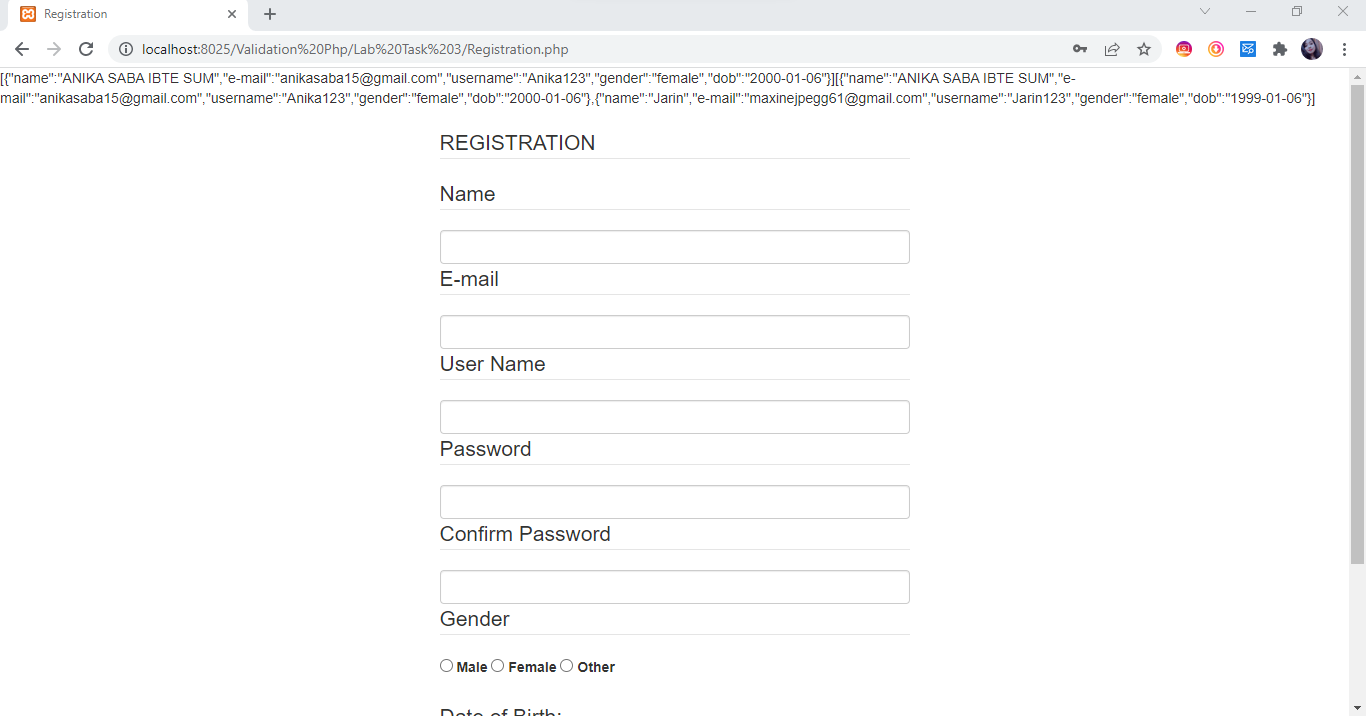 Registration
localhost:8025/Validation%20Php/Lab%20Task%203/Registration.php
[{"name":"ANIKA SABA IBTE SUM","e-mail":"anikasaba15@gmail.com","username":"Anika123","gender":"female","dob":"2000-01-06"}][{"name":"ANIKA SABA IBTE SUM","e-
mail":"anikasaba15@gmail.com","username":"Anika123","gender":"female","dob":"2000-01-06"},{"name":"Jarin","e-mail":"maxinejpegg61@gmail.com","username":"Jarin123","gender":"female","dob":"1999-01-06"}]
REGISTRATION
Name
E-mail
User Name
Password
Confirm Password
Gender
Male Female Other
Date of Birth: